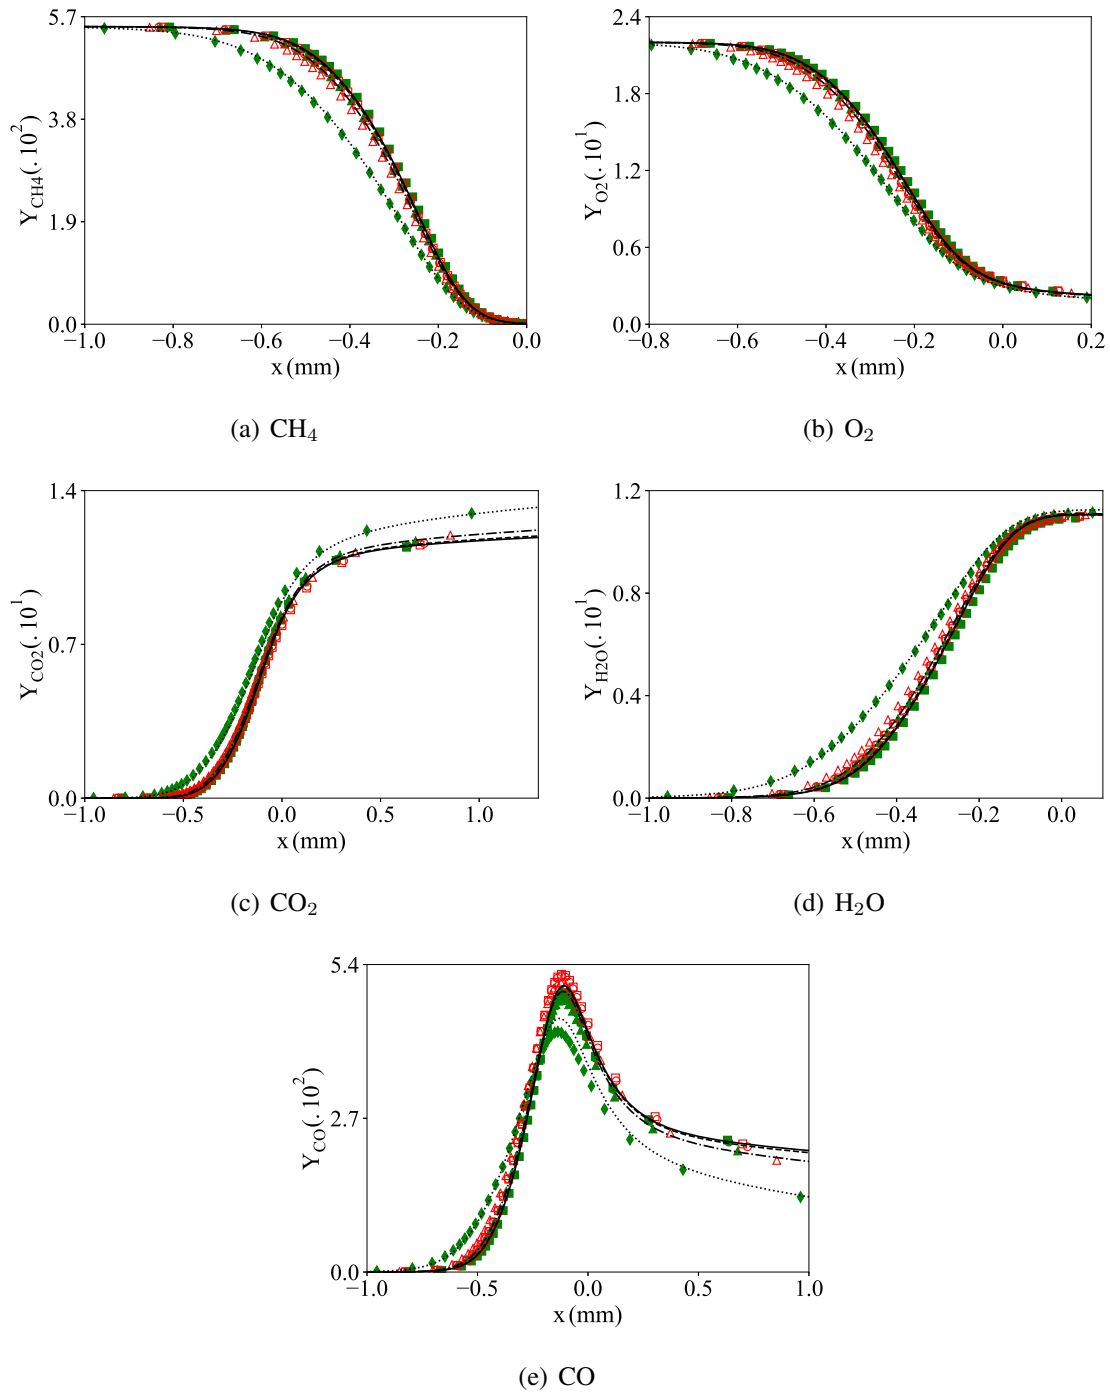 5.7
3.8
1.9
0.0
Y_CH4(. 10^2)
−1.0 −0.8 −0.6 −0.4 −0.2 0.0
x (mm)
(a) CH₄
2.4
1.8
1.2
0.6
0.0
Y_O2(. 10^1)
−0.8 −0.6 −0.4 −0.2 0.0 0.2
x (mm)
(b) O₂
1.4
0.7
0.0
Y_CO2(. 10^1)
−1.0 −0.5 0.0 0.5 1.0
x (mm)
(c) CO₂
1.2
0.8
0.4
0.0
Y_H2O(. 10^1)
−1.0 −0.8 −0.6 −0.4 −0.2 0.0
x (mm)
(d) H₂O
5.4
2.7
0.0
Y_CO(. 10^2)
−1.0 −0.5 0.0 0.5 1.0
x (mm)
(e) CO